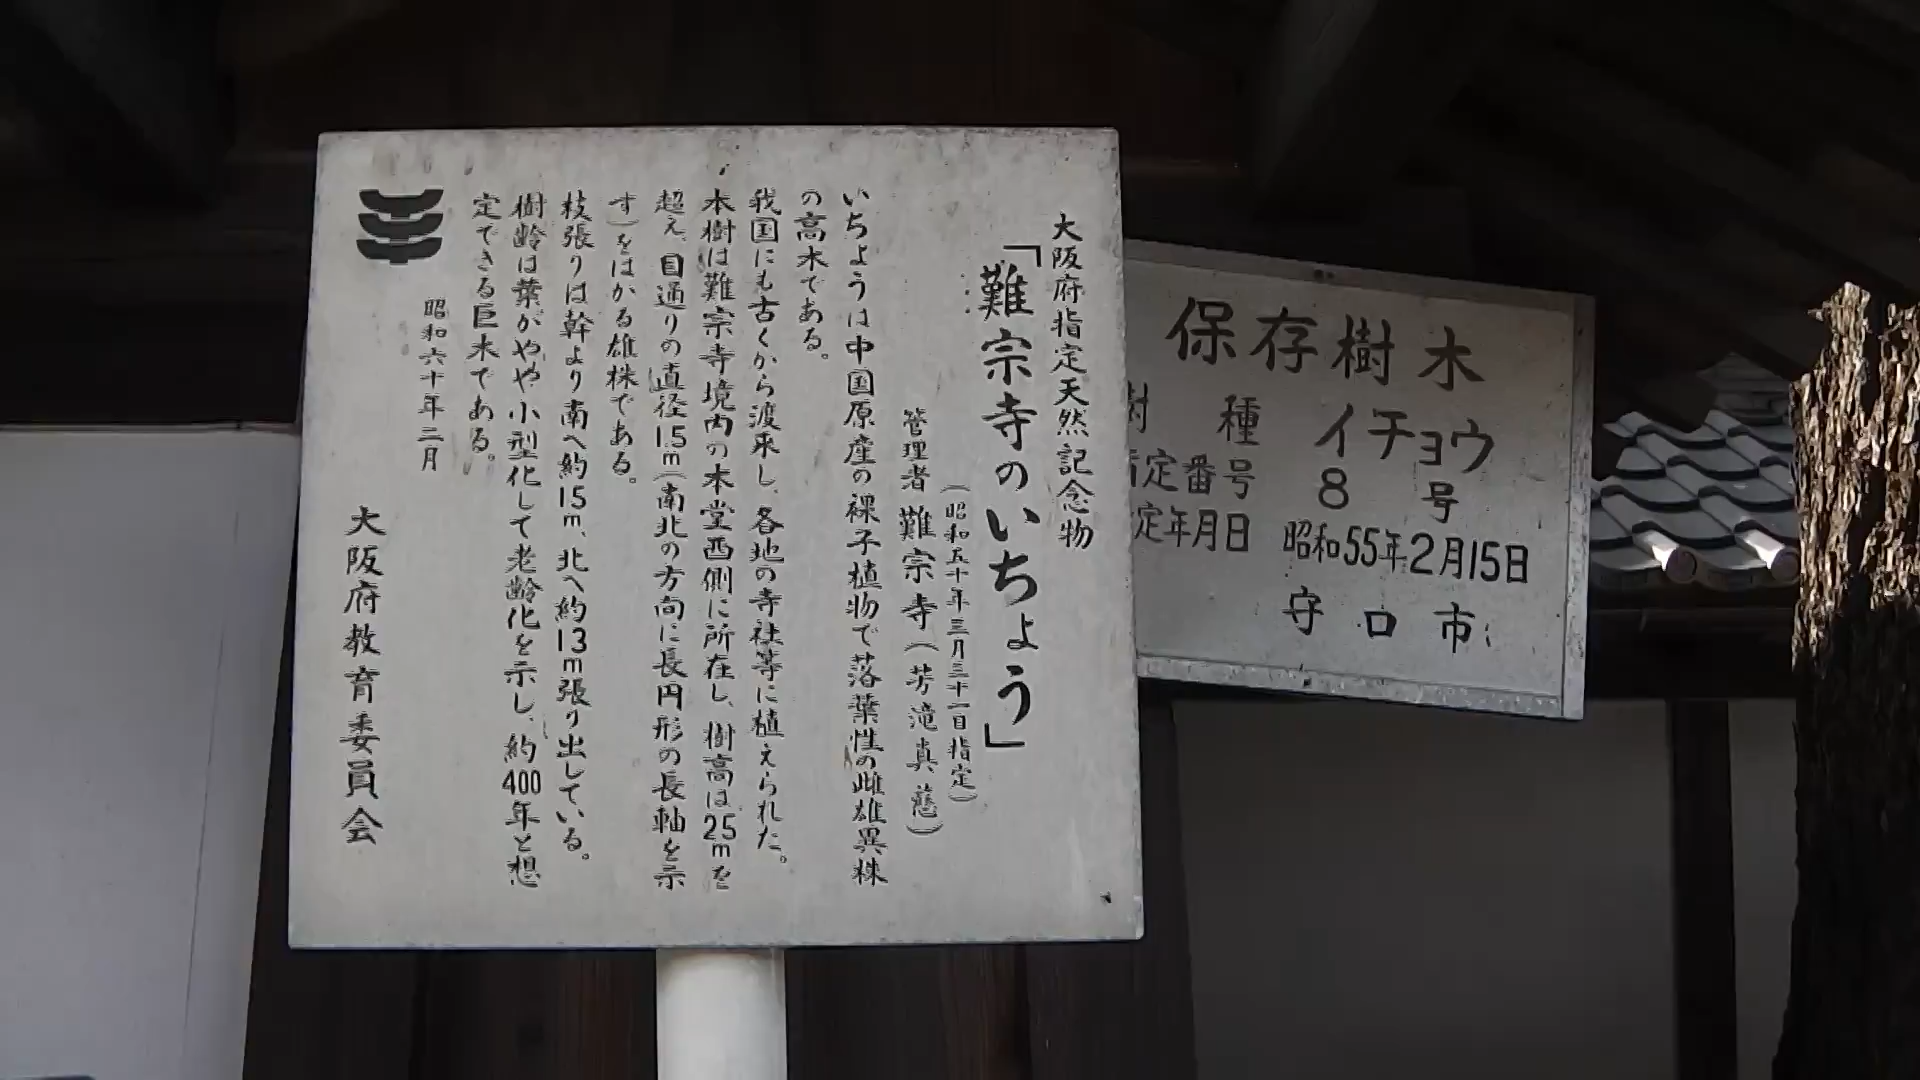 大阪府指定天然記念物
「難宗寺のいちょう」
(昭和五十年三月三十一日指定)
管理者 難宗寺(芳滝真慈)
いちようは中国原産の裸子植物で落葉性の雌雄異株
の高木である。
我国にも古くから渡来し、各地の寺社等に植えられた。
本樹は難宗寺境内の本堂西側に所在し、樹高は25mを
超え、目通りの直径1.5m(南北の方向に長円形の長軸を示
す)をはかる雄株である。
枝張りは幹より南へ約15m、北へ約13m張り出している。
樹齢は葉がやや小型化して老齢化を示し、約400年と想
定できる巨木である。
昭和六十年三月
大阪府教育委員会
保存樹木
樹 種 イチョウ
指定番号 8 号
指定年月日 昭和55年2月15日
守口市